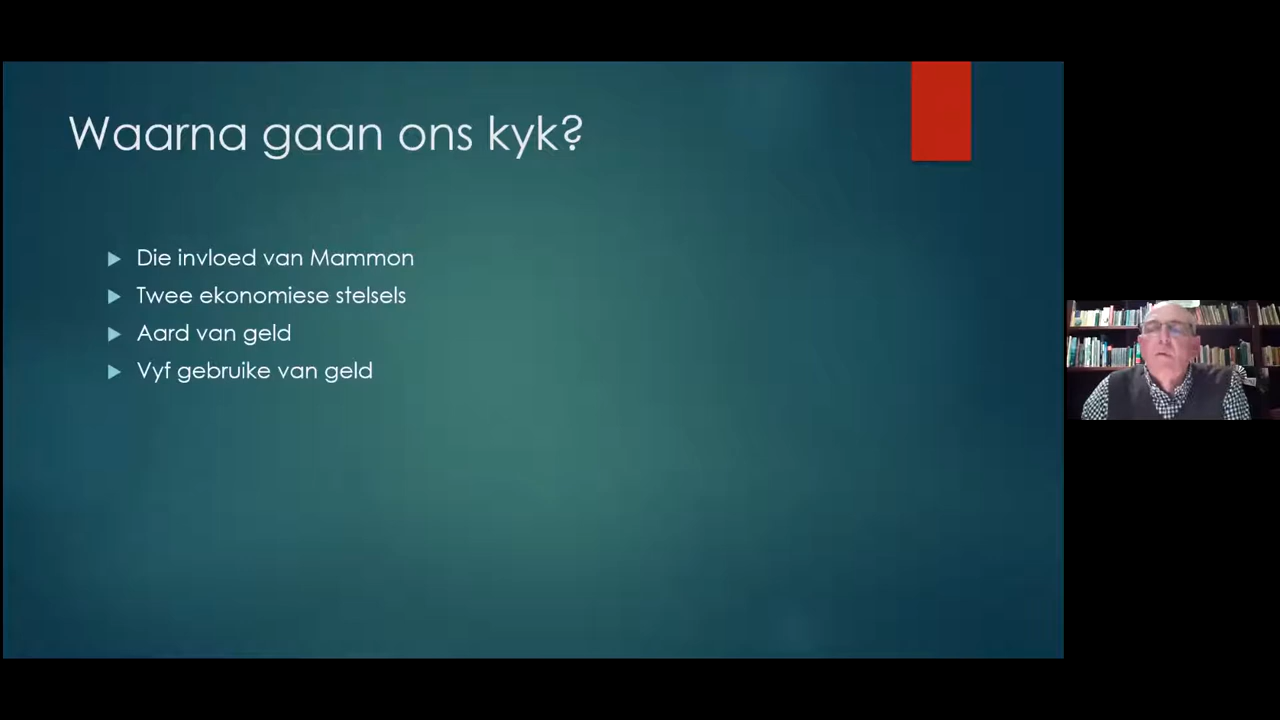 Waarna gaan ons kyk?
Die invloed van Mammon
Twee ekonomiese stelsels
Aard van geld
Vyf gebruike van geld